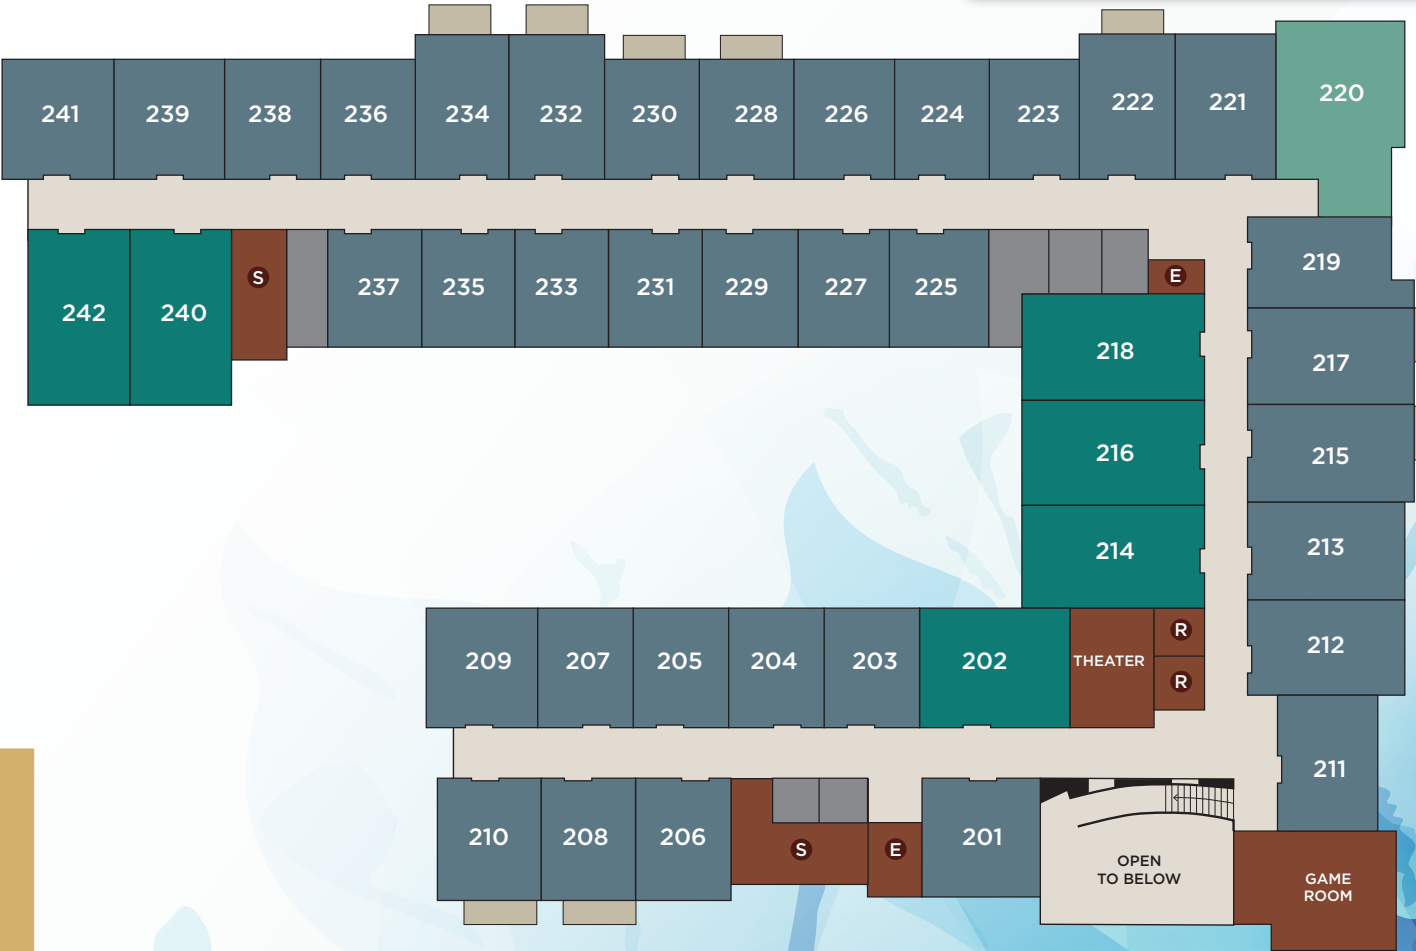 241 239 238 236 234 232 230 228 226 224 223 222 221 220
242 240 S 237 235 233 231 229 227 225 E 219
218 217
216 215
214 213
209 207 205 204 203 202 THEATER R 212
R
211
210 208 206 S E 201
OPEN
TO BELOW
GAME
ROOM